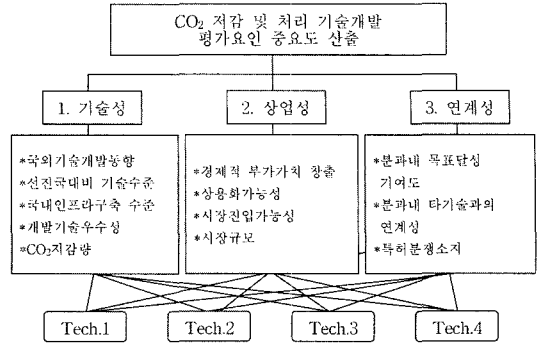 CO₂ 저감 및 처리 기술개발
평가요인 중요도 산출
1. 기술성
2. 상업성
3. 연계성
*국외기술개발동향
*선진국대비 기술수준
*국내인프라구축 수준
*개발기술우수성
*CO₂저감량
*경제적 부가가치 창출
*상용화가능성
*시장진입가능성
*시장규모
*분과내 목표달성
기여도
*분과내 타기술과의
연계성
*특허분쟁소지
Tech.1
Tech.2
Tech.3
Tech.4